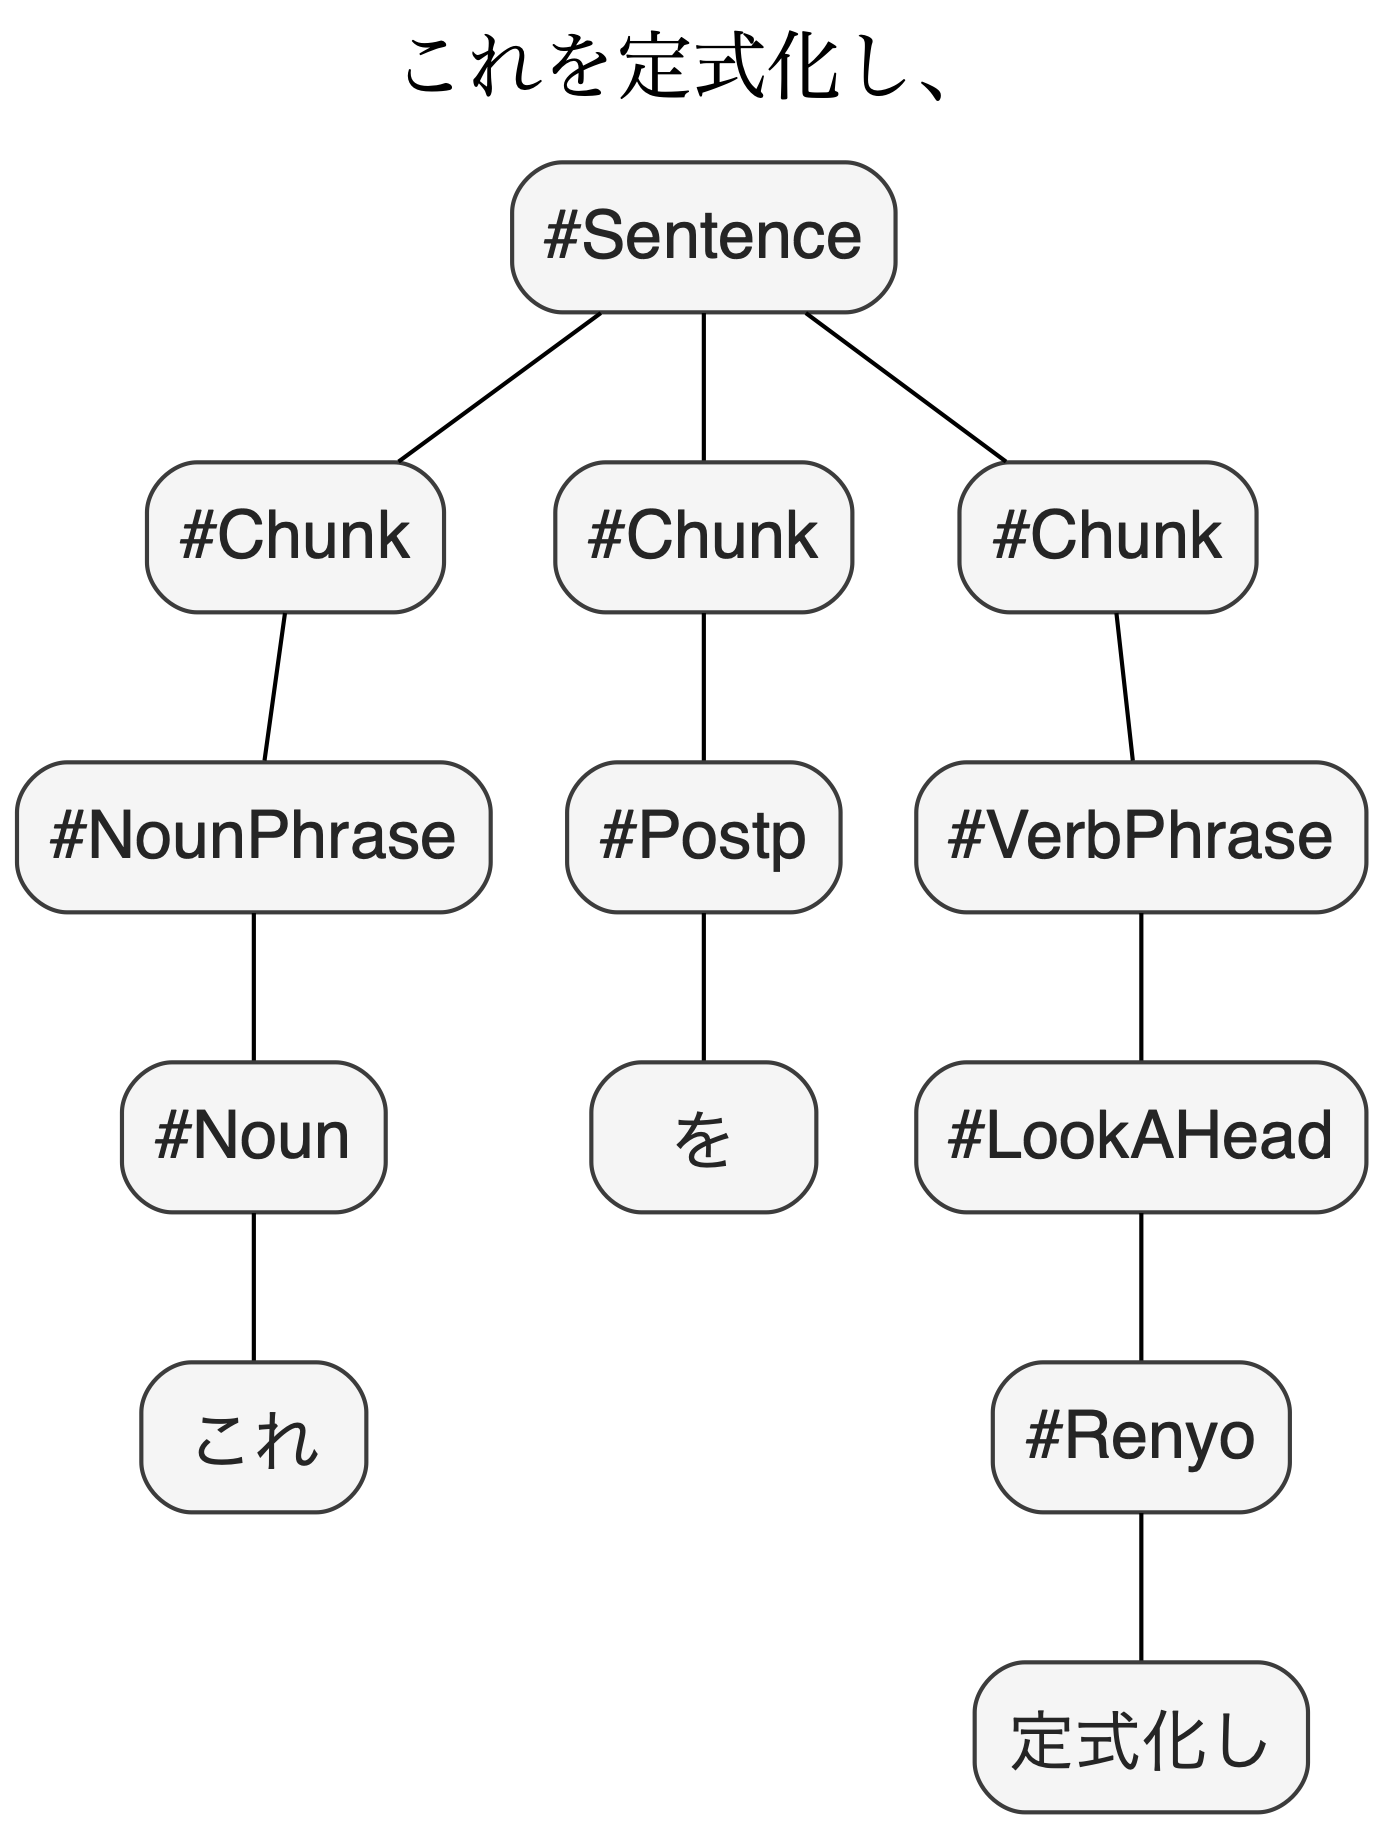 これを定式化し、
#Sentence
#Chunk #Chunk #Chunk
#NounPhrase #Postp #VerbPhrase
#Noun を #LookAHead
これ #Renyo
定式化し